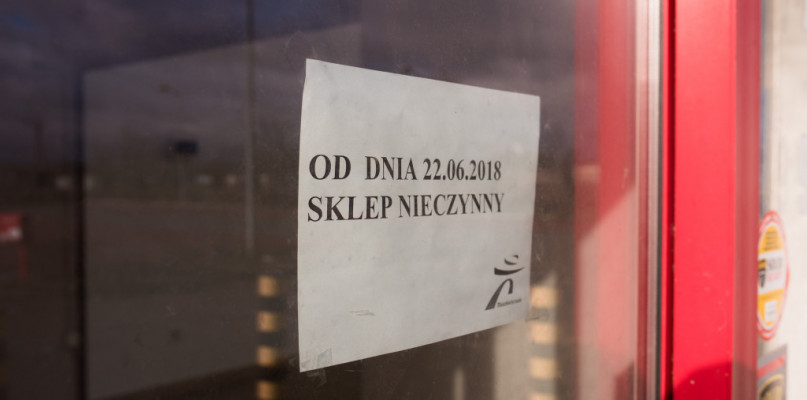 OD DNIA 22.06.2018
SKLEP NIECZYNNY